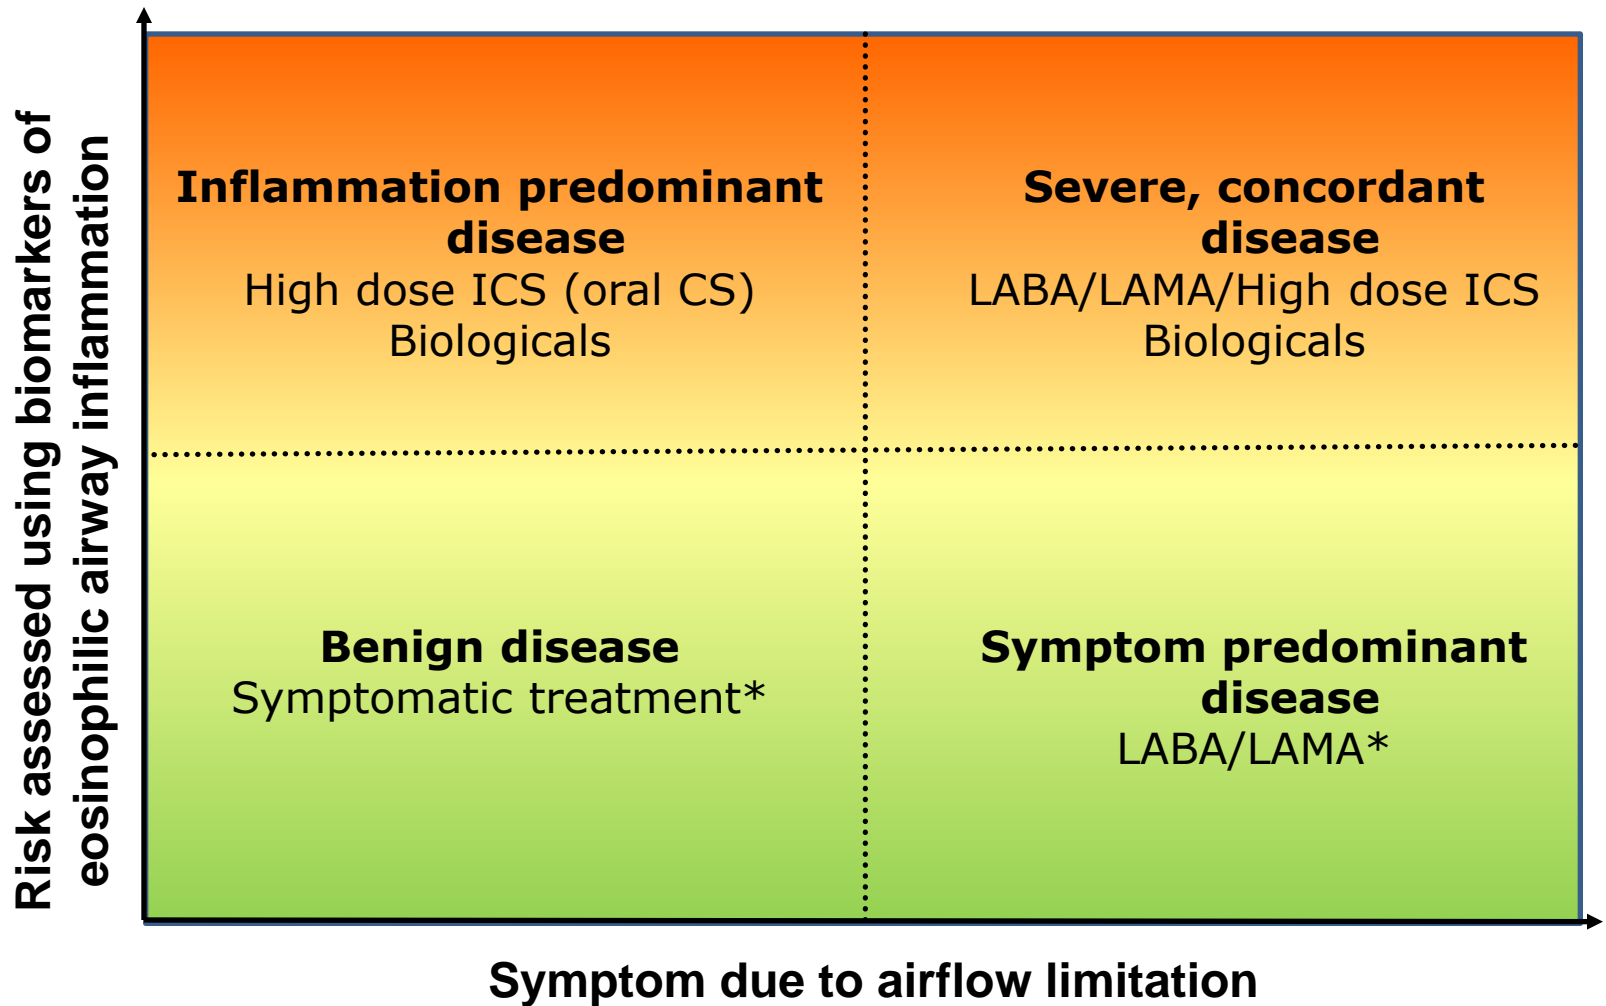 Risk assessed using biomarkers of
eosinophilic airway inflammation
Inflammation predominant
disease
High dose ICS (oral CS)
Biologicals
Severe, concordant
disease
LABA/LAMA/High dose ICS
Biologicals
Benign disease
Symptomatic treatment*
Symptom predominant
disease
LABA/LAMA*
Symptom due to airflow limitation